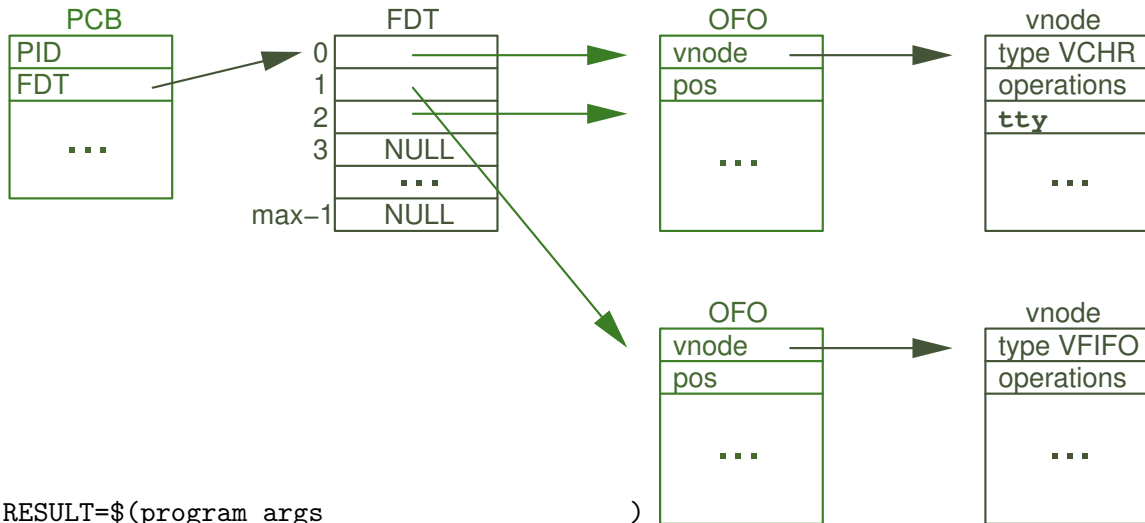 PCB
PID
FDT
...
FDT
0
1
2
3 NULL
...
max−1 NULL
OFO
vnode
pos
...
vnode
type VCHR
operations
tty
...
OFO
vnode
pos
...
vnode
type VFIFO
operations
...
RESULT=$(program args )